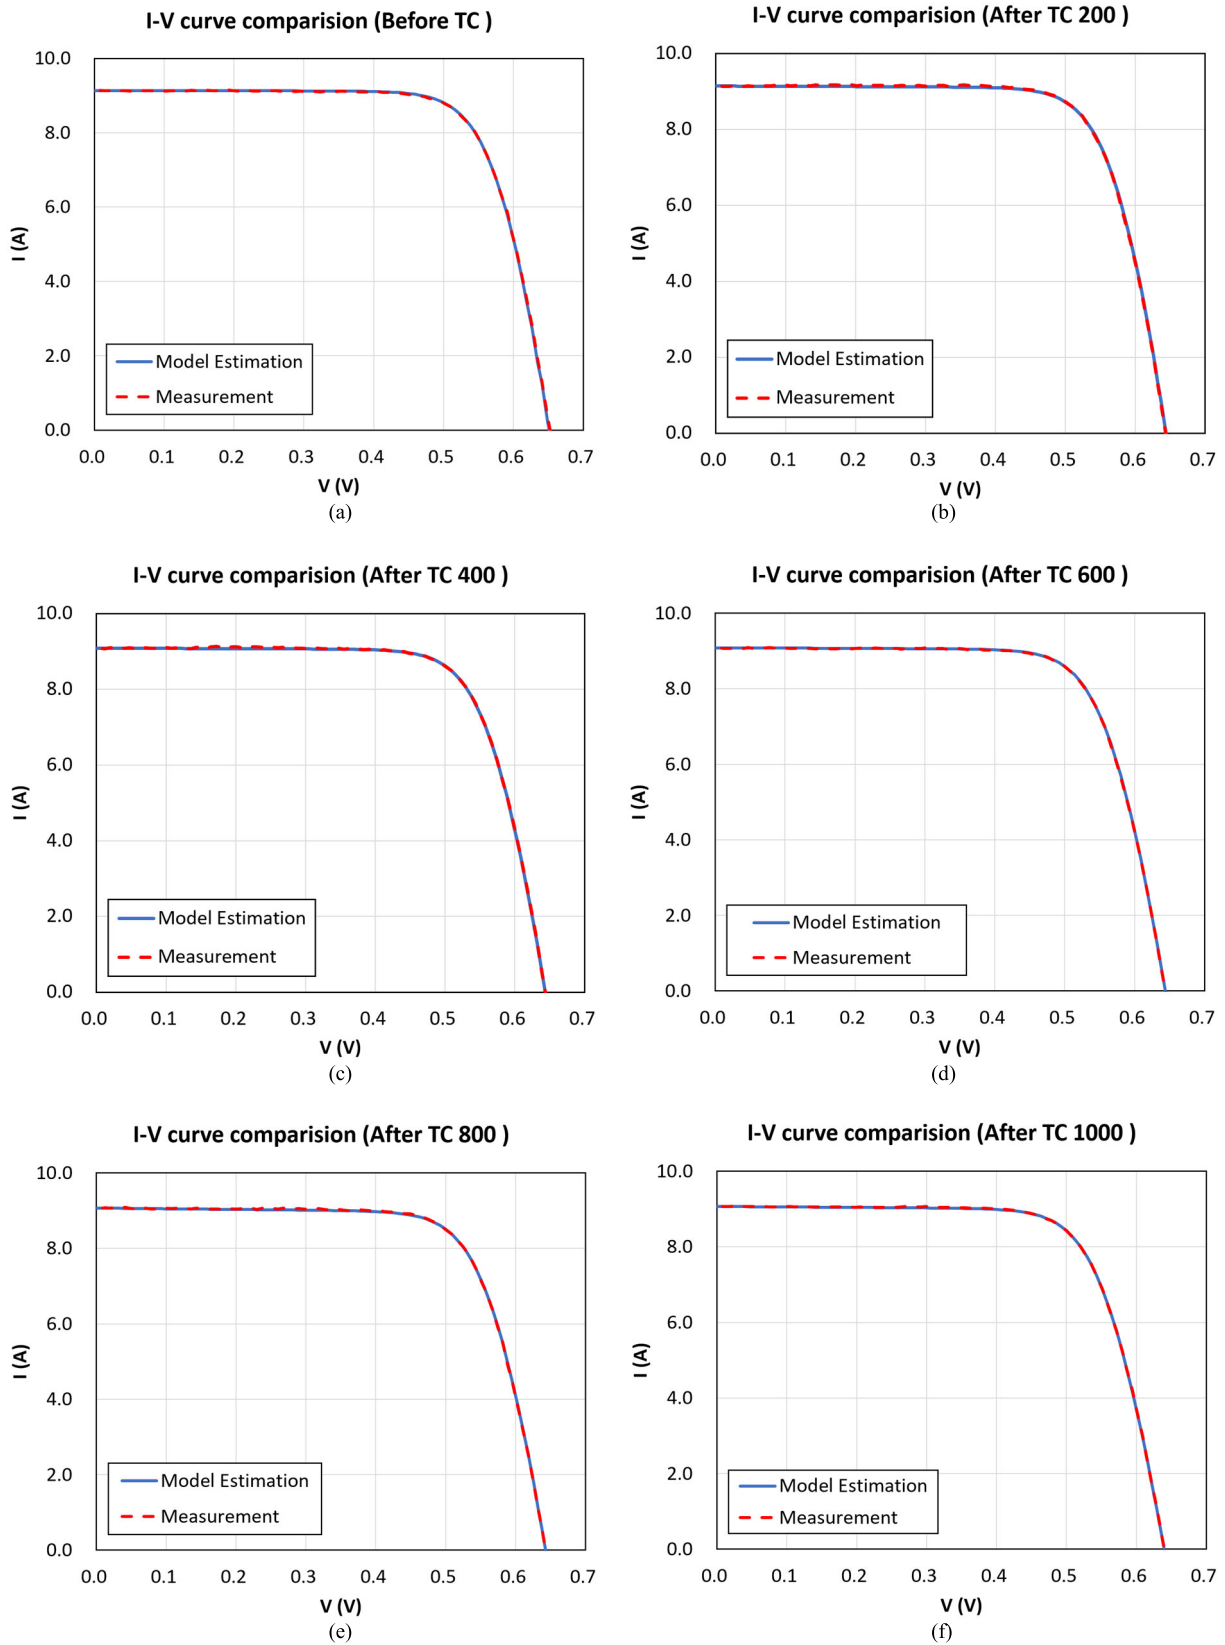 I-V curve comparision (Before TC )
10.0
8.0
6.0
4.0
2.0
0.0
I (A)
Model Estimation
Measurement
0.0 0.1 0.2 0.3 0.4 0.5 0.6 0.7
V (V)
(a)
I-V curve comparision (After TC 200 )
10.0
8.0
6.0
4.0
2.0
0.0
I (A)
Model Estimation
Measurement
0.0 0.1 0.2 0.3 0.4 0.5 0.6 0.7
V (V)
(b)
I-V curve comparision (After TC 400 )
10.0
8.0
6.0
4.0
2.0
0.0
I (A)
Model Estimation
Measurement
0.0 0.1 0.2 0.3 0.4 0.5 0.6 0.7
V (V)
(c)
I-V curve comparision (After TC 600 )
10.0
8.0
6.0
4.0
2.0
0.0
I (A)
Model Estimation
Measurement
0.0 0.1 0.2 0.3 0.4 0.5 0.6 0.7
V (V)
(d)
I-V curve comparision (After TC 800 )
10.0
8.0
6.0
4.0
2.0
0.0
I (A)
Model Estimation
Measurement
0.0 0.1 0.2 0.3 0.4 0.5 0.6 0.7
V (V)
(e)
I-V curve comparision (After TC 1000 )
10.0
8.0
6.0
4.0
2.0
0.0
I (A)
Model Estimation
Measurement
0.0 0.1 0.2 0.3 0.4 0.5 0.6 0.7
V (V)
(f)